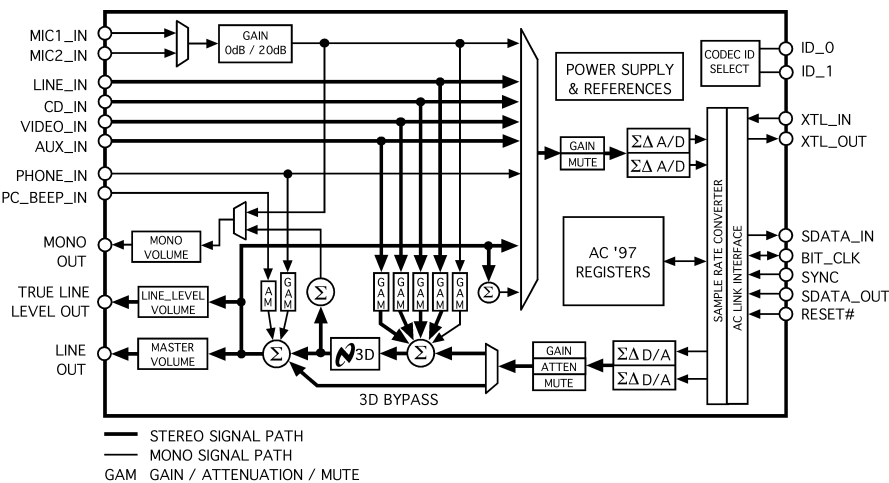 MIC1_IN
MIC2_IN
LINE_IN
CD_IN
VIDEO_IN
AUX_IN
PHONE_IN
PC_BEEP_IN
MONO
OUT
TRUE LINE
LEVEL OUT
LINE
OUT
GAIN
0dB / 20dB
MONO
VOLUME
LINE_LEVEL
VOLUME
MASTER
VOLUME
A
M
G
A
M
Σ
Σ
3D
G
A
M
G
A
M
G
A
M
G
A
M
G
A
M
Σ
Σ
3D BYPASS
POWER SUPPLY
& REFERENCES
CODEC ID
SELECT
GAIN
MUTE
ΣΔ A/D
ΣΔ A/D
AC '97
REGISTERS
GAIN
ATTEN
MUTE
ΣΔ D/A
ΣΔ D/A
SAMPLE RATE CONVERTER
AC LINK INTERFACE
ID_0
ID_1
XTL_IN
XTL_OUT
SDATA_IN
BIT_CLK
SYNC
SDATA_OUT
RESET#
STEREO SIGNAL PATH
MONO SIGNAL PATH
GAM GAIN / ATTENUATION / MUTE